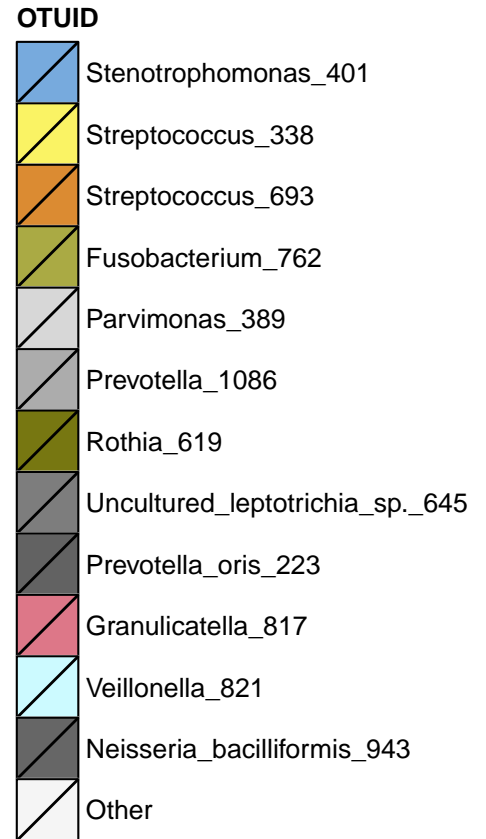 OTUID
Stenotrophomonas_401
Streptococcus_338
Streptococcus_693
Fusobacterium_762
Parvimonas_389
Prevotella_1086
Rothia_619
Uncultured_leptotrichia_sp._645
Prevotella_oris_223
Granulicatella_817
Veillonella_821
Neisseria_bacilliformis_943
Other